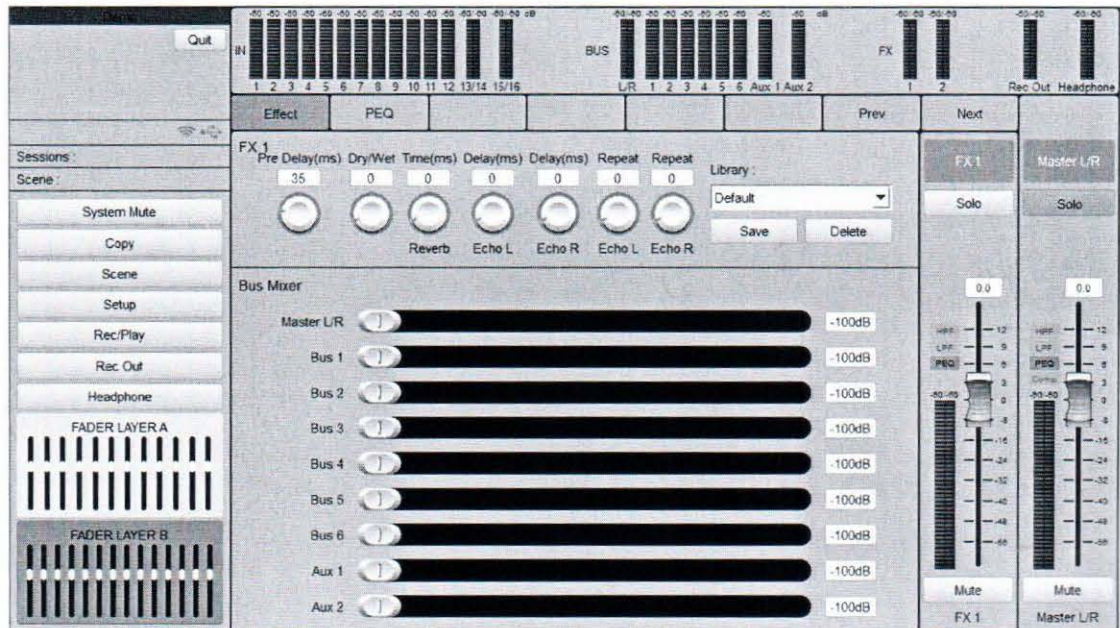 Demo
Quit
IN
BUS
FX
dB
dB
1 2 3 4 5 6 7 8 9 10 11 12 13/14 15/16
L/R 1 2 3 4 5 6 Aux 1 Aux 2
1 2
Rec Out Headphone
Effect PEQ Prev Next
Sessions :
Scene :
System Mute
Copy
Scene
Setup
Rec/Play
Rec Out
Headphone
FADER LAYER A
FADER LAYER B
FX 1
Pre Delay(ms) Dry/Wet Time(ms) Delay(ms) Delay(ms) Repeat Repeat
35 0 0 0 0 0 0
Reverb Echo L Echo R Echo L Echo R
Library :
Default
Save Delete
Bus Mixer
Master L/R -100dB
Bus 1 -100dB
Bus 2 -100dB
Bus 3 -100dB
Bus 4 -100dB
Bus 5 -100dB
Bus 6 -100dB
Aux 1 -100dB
Aux 2 -100dB
FX 1
Solo
0.0
HPF
LPF
PEQ
Mute
FX 1
Master L/R
Solo
0.0
HPF
LPF
PEQ
Mute
Master L/R